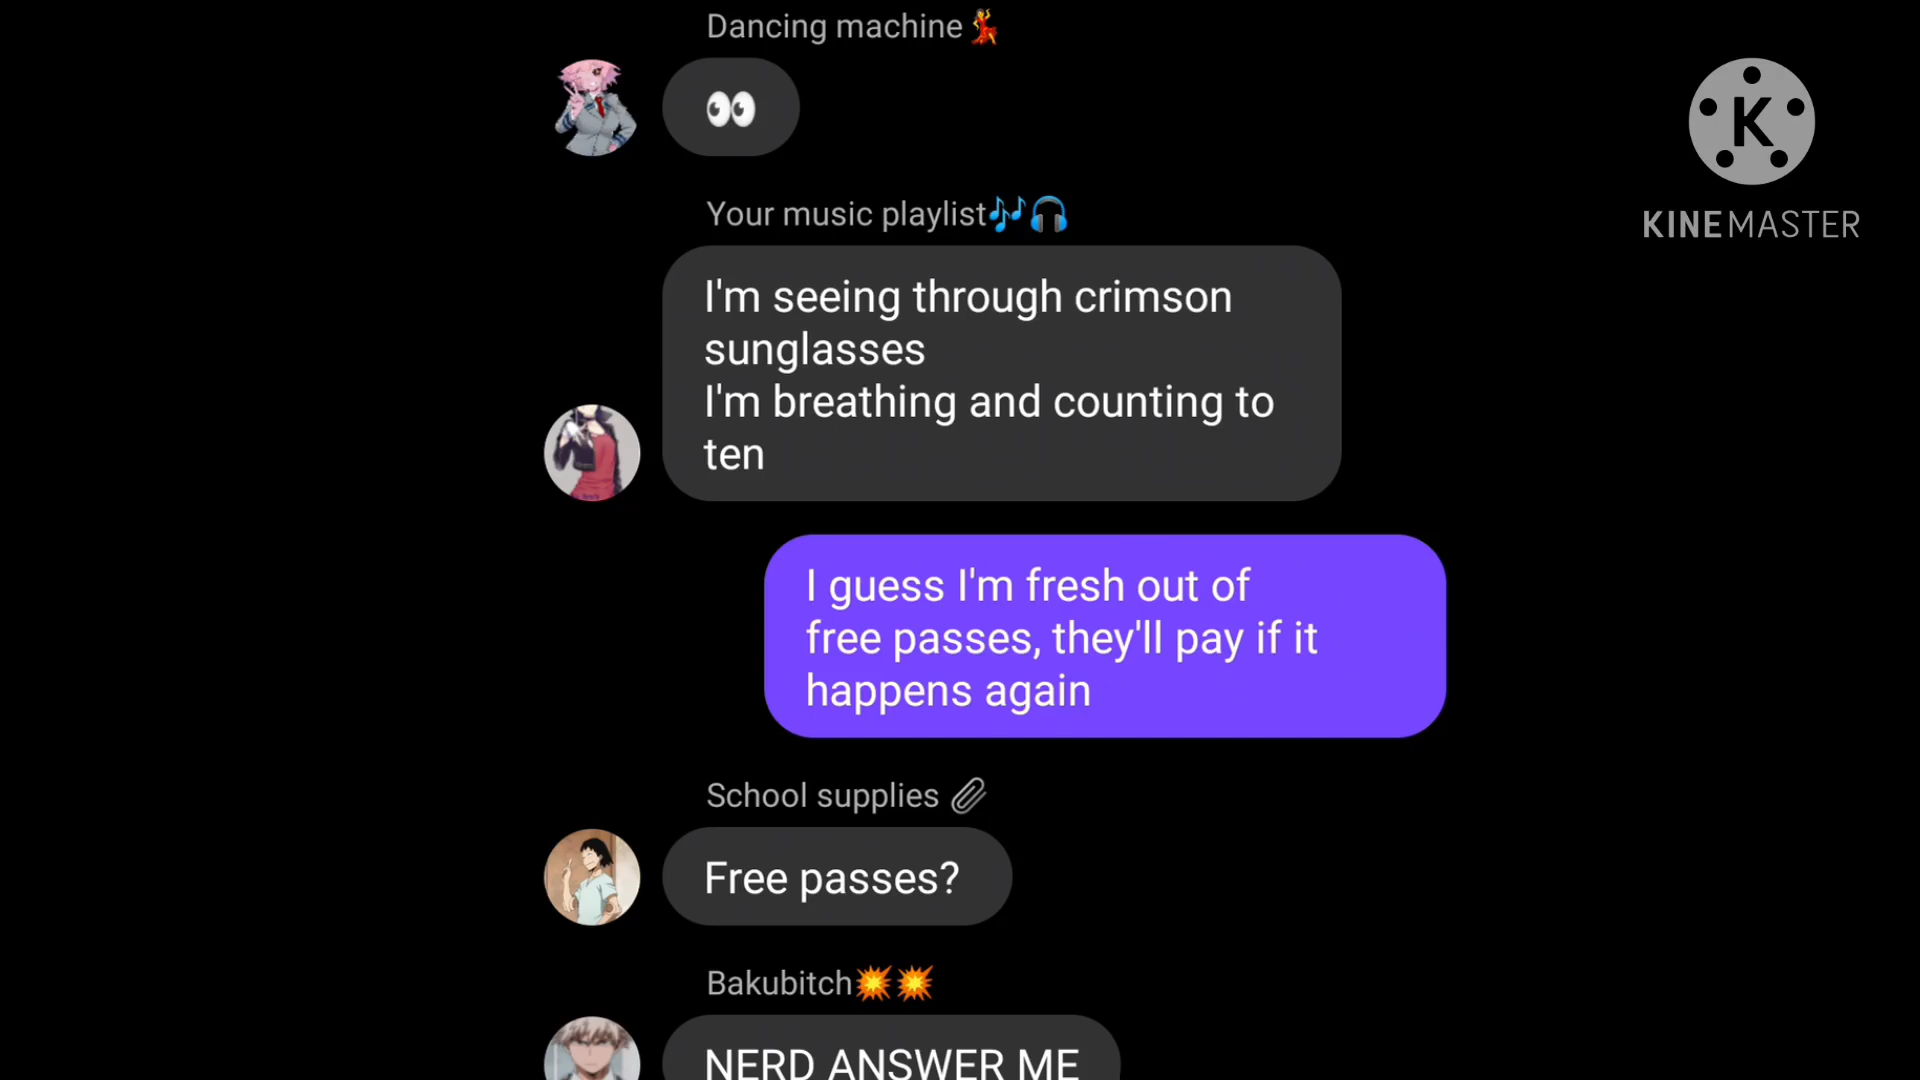 Dancing machine💃
👀
K
KINEMASTER
Your music playlist🎶🎧
I'm seeing through crimson
sunglasses
I'm breathing and counting to
ten
I guess I'm fresh out of
free passes, they'll pay if it
happens again
School supplies 📎
Free passes?
Bakubitch💥💥
NERD ANSWER ME